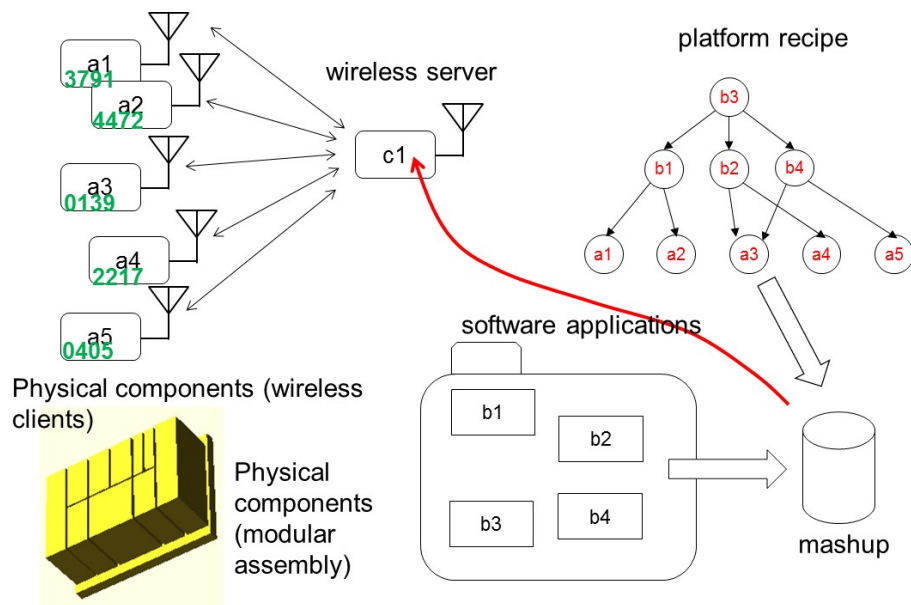 a1
3791
a2
4472
a3
0139
a4
2217
a5
0405
wireless server
c1
platform recipe
b3
b1 b2 b4
a1 a2 a3 a4 a5
software applications
b1
b2
b3
b4
mashup
Physical components (wireless
clients)
Physical
components
(modular
assembly)